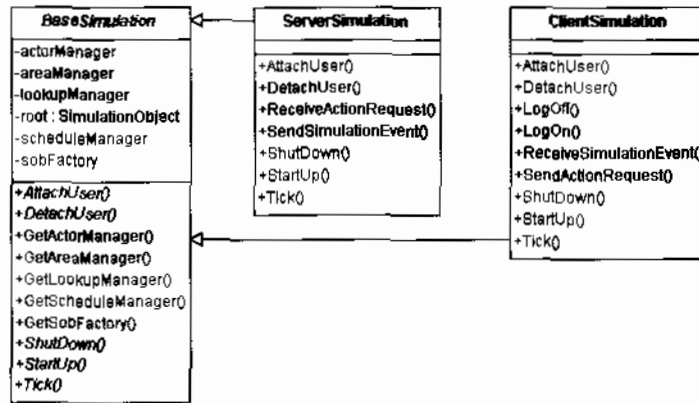 BaseSimulation
-actorManager
-areaManager
-lookupManager
-root : SimulationObject
-scheduleManager
-sobFactory
+AttachUser()
+DetachUser()
+GetActorManager()
+GetAreaManager()
+GetLookupManager()
+GetScheduleManager()
+GetSobFactory()
+ShutDown()
+StartUp()
+Tick()
ServerSimulation
+AttachUser()
+DetachUser()
+ReceiveActionRequest()
+SendSimulationEvent()
+ShutDown()
+StartUp()
+Tick()
ClientSimulation
+AttachUser()
+DetachUser()
+LogOff()
+LogOn()
+ReceiveSimulationEvent()
+SendActionRequest()
+ShutDown()
+StartUp()
+Tick()